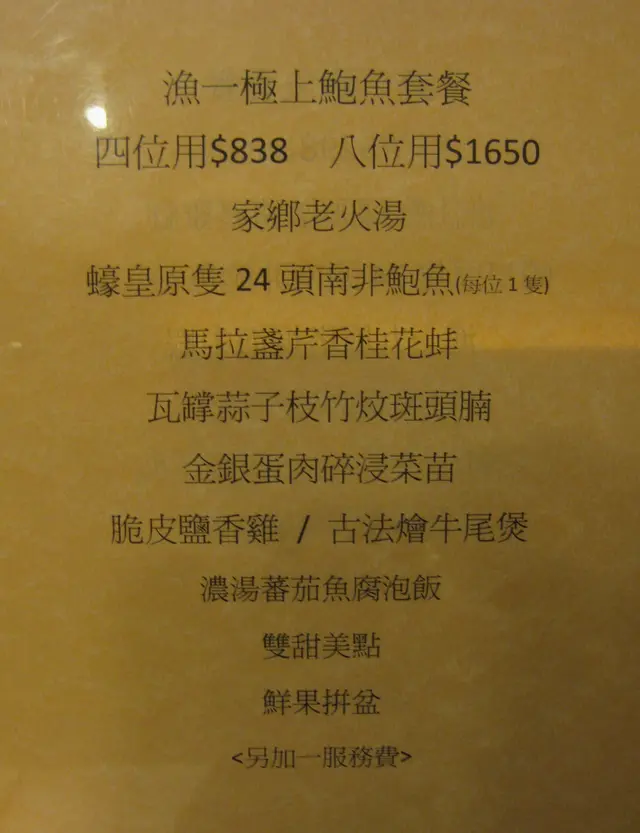 漁一極上鮑魚套餐
四位用$838 八位用$1650
家鄉老火湯
蠔皇原隻 24 頭南非鮑魚(每位 1 隻)
馬拉盞芹香桂花蚌
瓦罉蒜子枝竹炆斑頭腩
金銀蛋肉碎浸菜苗
脆皮鹽香雞 / 古法燴牛尾煲
濃湯蕃茄魚腐泡飯
雙甜美點
鮮果拼盆
<另加一服務費>